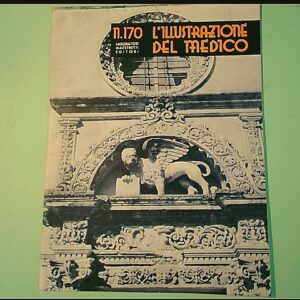 N.170 L'ILLUSTRAZIONE
LABORATORI DEL MEDICO
MAESTRETTI
EDITORI